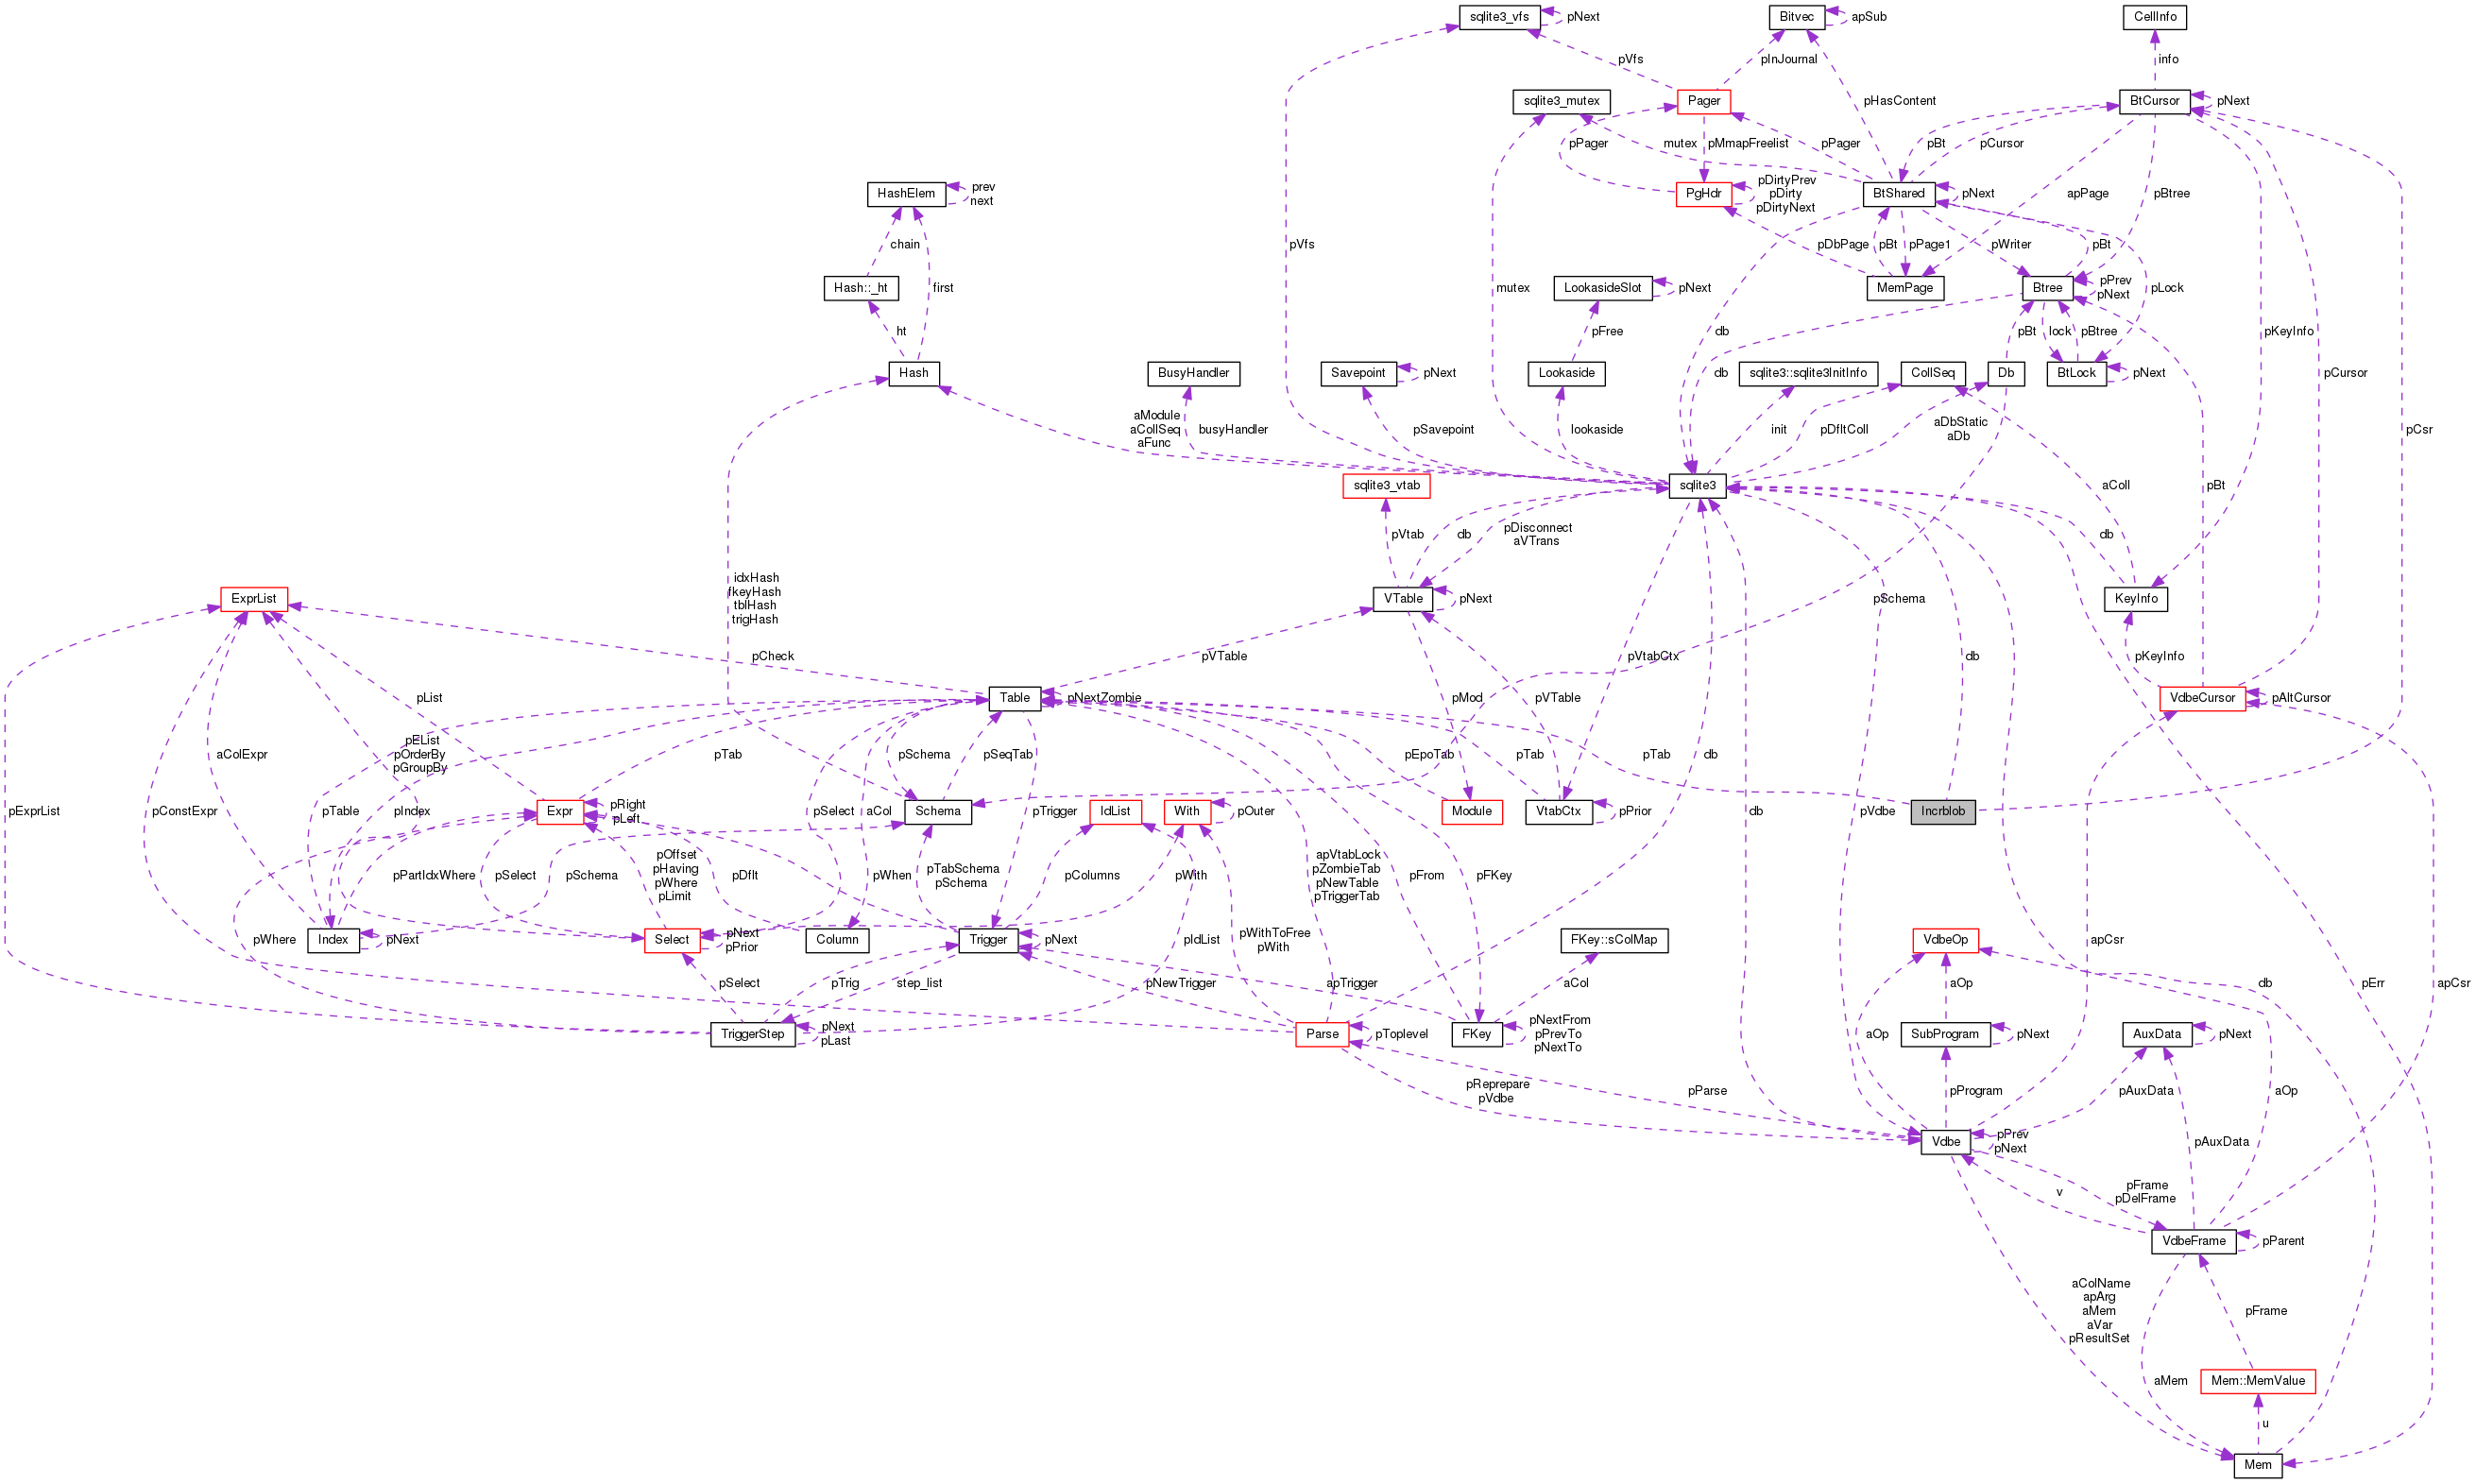 sqlite3_vfs
pNext
Bitvec
apSub
CellInfo
pVfs
pInJournal
info
sqlite3_mutex
Pager
BtCursor
pNext
pHasContent
pPager
pMmapFreelist
mutex
pPager
pBt
pCursor
HashElem
prev
next
PgHdr
pDirtyPrev
pDirty
pDirtyNext
BtShared
pNext
apPage
pBtree
chain
pVfs
pDbPage
pBt
pPage1
pWriter
pBt
Hash::_ht
first
mutex
LookasideSlot
pNext
MemPage
Btree
pPrev
pNext
pLock
ht
pFree
db
lock
pBtree
pBt
pKeyInfo
Hash
BusyHandler
Savepoint
pNext
Lookaside
sqlite3::sqlite3InitInfo
CollSeq
Db
db
BtLock
pNext
pCursor
aModule
aCollSeq
aFunc
busyHandler
pSavepoint
lookaside
init
pDfltColl
aDbStatic
aDb
pCsr
sqlite3_vtab
sqlite3
aColl
pBt
pVtab
db
pDisconnect
aVTrans
db
idxHash
fkeyHash
tblHash
trigHash
ExprList
VTable
pNext
pSchema
KeyInfo
pCheck
pVTable
pVtabCtx
db
pKeyInfo
pList
Table
pNextZombie
pMod
pVTable
VdbeCursor
pAltCursor
aColExpr
pEList
pOrderBy
pGroupBy
pTab
pSchema
pSeqTab
pEpoTab
pTab
pTab
db
pExprList
pConstExpr
pIndex
pTable
Expr
pRight
pLeft
pSelect
aCol
Schema
pTrigger
IdList
With
pOuter
Module
VtabCtx
pPrior
Incrblob
pVdbe
db
pPartIdxWhere
pSelect
pSchema
pOffset
pHaving
pWhere
pLimit
pDflt
pWhen
pTabSchema
pSchema
pColumns
pWith
apVtabLock
pZombieTab
pNewTable
pTriggerTab
pFrom
pFKey
pWhere
Index
pNext
Select
pNext
pPrior
Column
Trigger
pNext
pIdList
pWithToFree
pWith
FKey::sColMap
VdbeOp
apCsr
pSelect
pTrig
step_list
pNewTrigger
apTrigger
aCol
aOp
db
pErr
apCsr
TriggerStep
pNext
pLast
Parse
pToplevel
FKey
pNextFrom
pPrevTo
pNextTo
aOp
SubProgram
pNext
AuxData
pNext
pReprepare
pVdbe
pParse
pProgram
pAuxData
aOp
Vdbe
pPrev
pNext
pAuxData
v
pFrame
pDelFrame
VdbeFrame
pParent
aColName
apArg
aMem
aVar
pResultSet
pFrame
aMem
Mem::MemValue
u
Mem